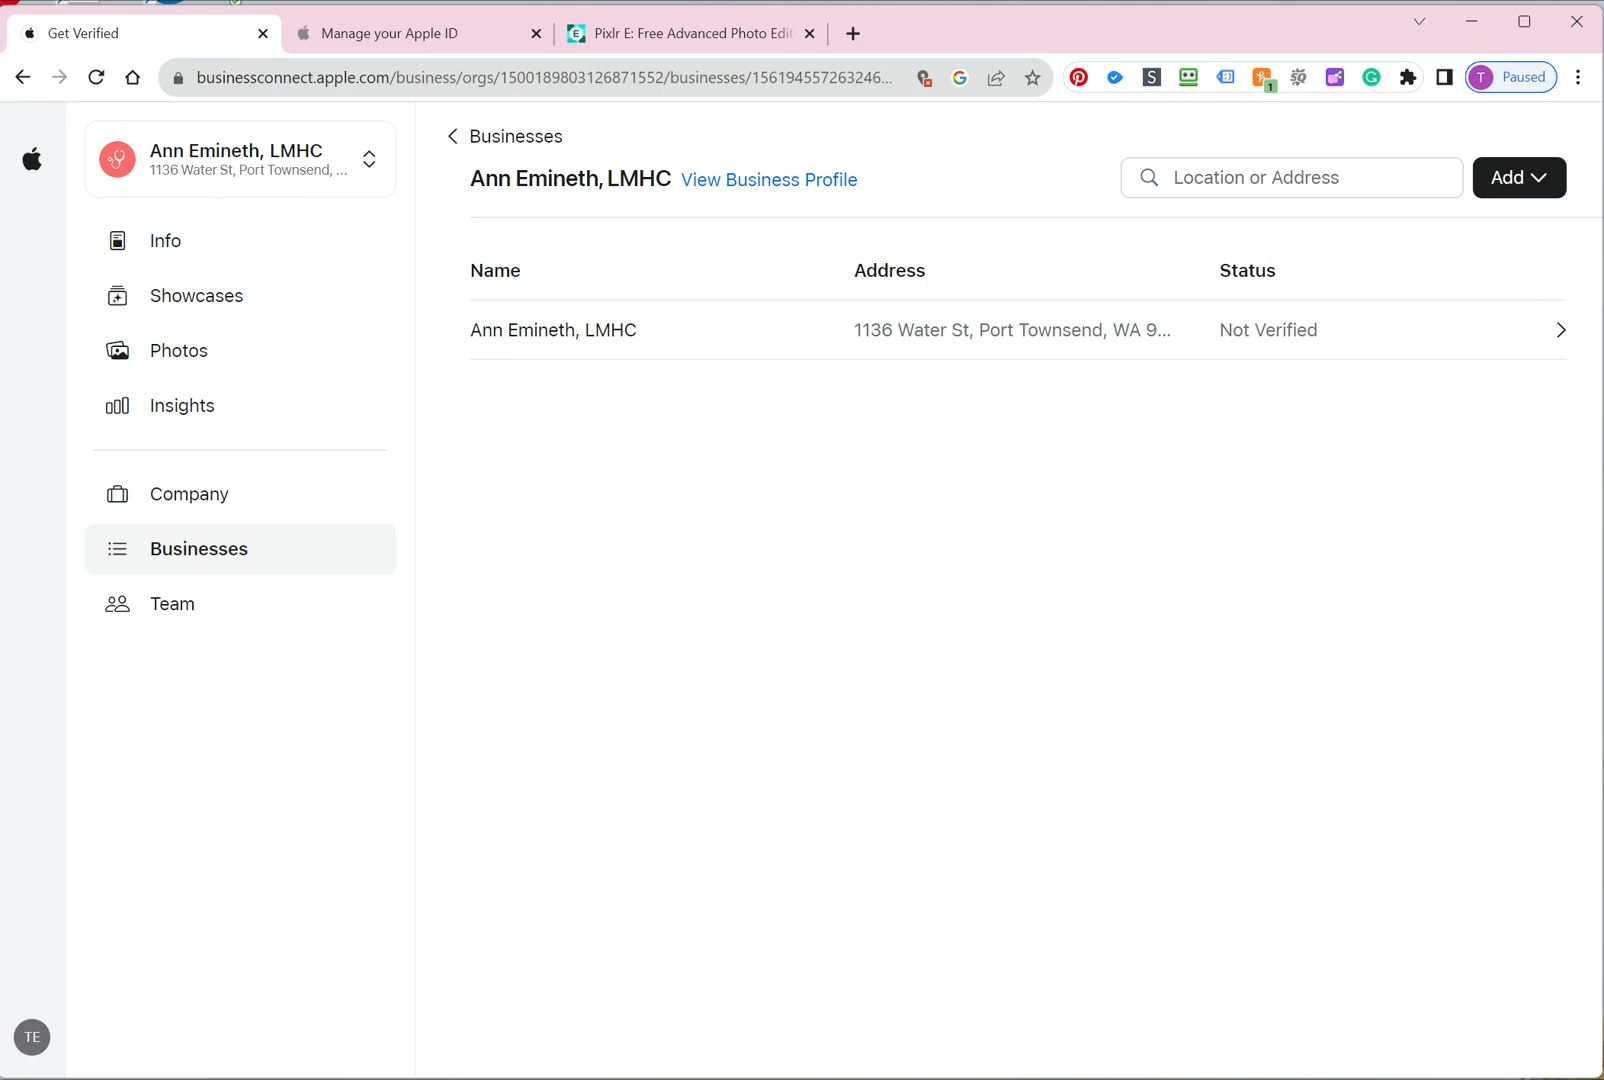 Get Verified
Manage your Apple ID
Pixlr E: Free Advanced Photo Edit
businessconnect.apple.com/business/orgs/1500189803126871552/businesses/156194557263246...
1
T Paused
Ann Emineth, LMHC
1136 Water St, Port Townsend, ...
Info
Showcases
Photos
Insights
Company
Businesses
Team
TE
Businesses
Ann Emineth, LMHC View Business Profile
Location or Address
Add
Name Address Status
Ann Emineth, LMHC 1136 Water St, Port Townsend, WA 9... Not Verified